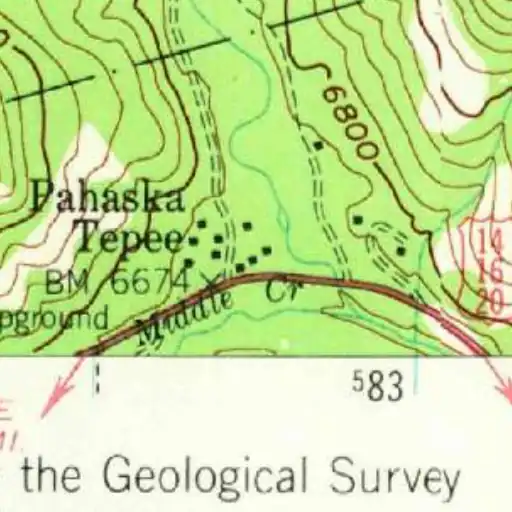 6800
Pahaska
Tepee
BM 6674
Middle Cr
pground
14
16
20
583
the Geological Survey